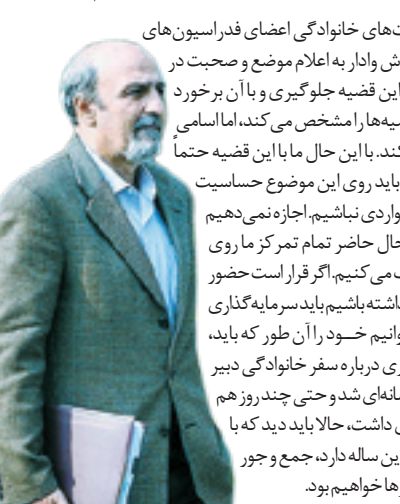 ت‌های خانوادگی اعضای فدراسیون‌های
ش وادار به اعلام موضع و صحبت در
این قضیه جلوگیری و با آن برخورد
یه‌ها را مشخص می‌کند، اما اسامی
کند. با این حال ما با این قضیه حتماً
باید روی این موضوع حساسیت
واردی نباشیم. اجازه نمی‌دهیم
حال حاضر تمام تمرکز ما روی
می‌کنیم. اگر قرار است حضور
اشته باشیم باید سرمایه‌گذاری
وانیم خــود را آن طور که باید،
ری درباره سفر خانوادگی دبیر
سانه‌ای شد و حتی چند روز هم
ی داشت، حالا باید دید که با
ین ساله دارد، جمع و جور
ها خواهیم بود.